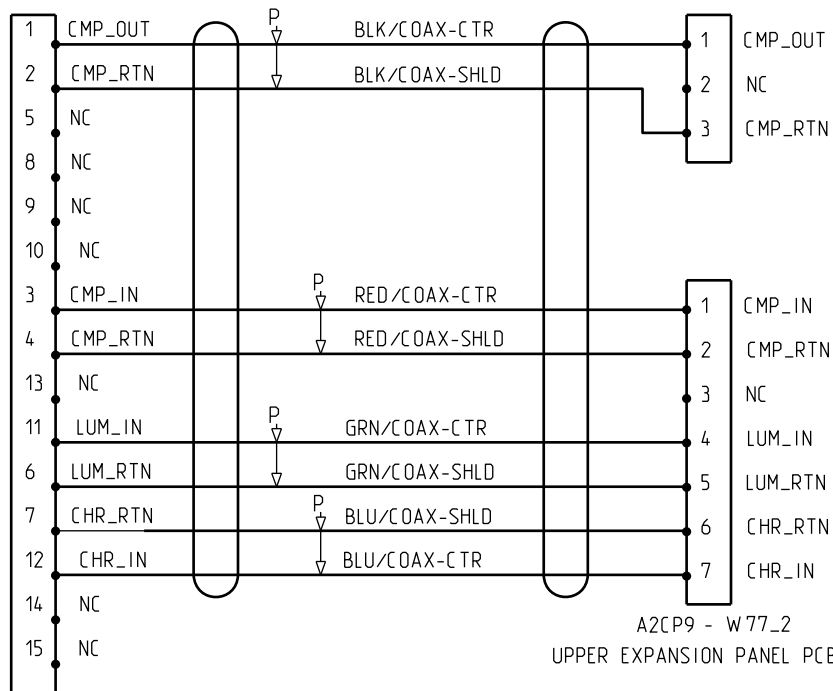 P
1 CMP_OUT BLK/COAX-CTR 1 CMP_OUT
2 CMP_RTN BLK/COAX-SHLD 2 NC
5 NC 3 CMP_RTN
8 NC
9 NC
10 NC
P
3 CMP_IN RED/COAX-CTR 1 CMP_IN
4 CMP_RTN RED/COAX-SHLD 2 CMP_RTN
13 NC 3 NC
P
11 LUM_IN GRN/COAX-CTR 4 LUM_IN
6 LUM_RTN GRN/COAX-SHLD 5 LUM_RTN
P
7 CHR_RTN BLU/COAX-SHLD 6 CHR_RTN
12 CHR_IN BLU/COAX-CTR 7 CHR_IN
14 NC
A2CP9 - W77_2
15 NC
UPPER EXPANSION PANEL PCB